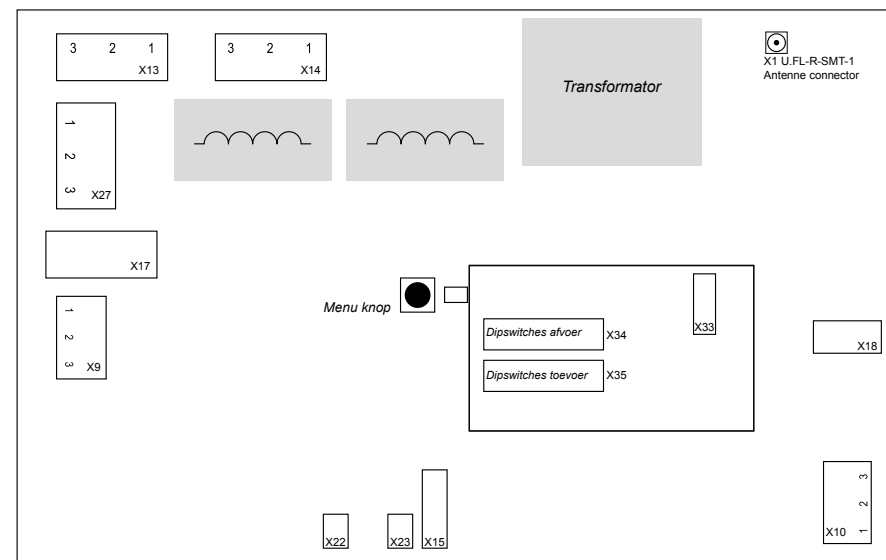 3 2 1
X13
3 2 1
X14
Transformator
X1 U.FL-R-SMT-1
Antenne connector
1
2
3
X27
X17
1
2
3
X9
Menu knop
Dipswitches afvoer
X34
Dipswitches toevoer
X35
X33
X18
X22
X23
X15
3
2
1
X10